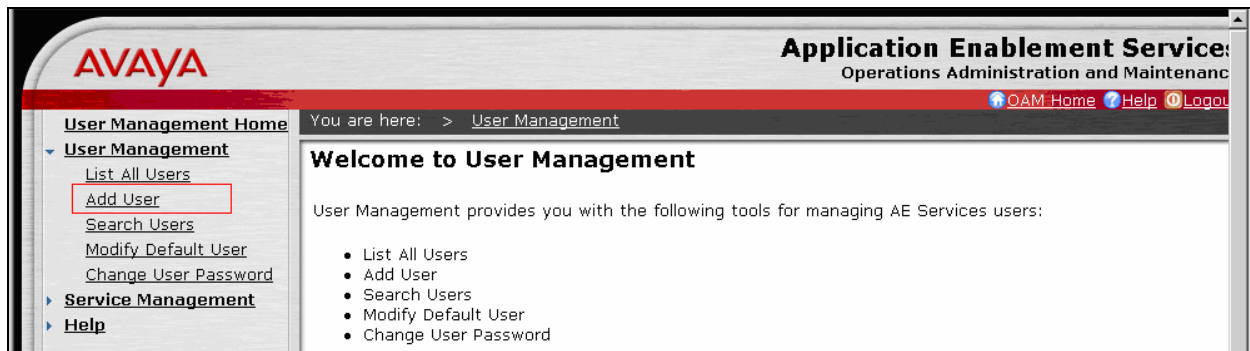 AVAYA
Application Enablement Service
Operations Administration and Maintenanc
OAM Home Help Logou
User Management Home
User Management
List All Users
Add User
Search Users
Modify Default User
Change User Password
Service Management
Help
You are here: > User Management
Welcome to User Management
User Management provides you with the following tools for managing AE Services users:
• List All Users
• Add User
• Search Users
• Modify Default User
• Change User Password